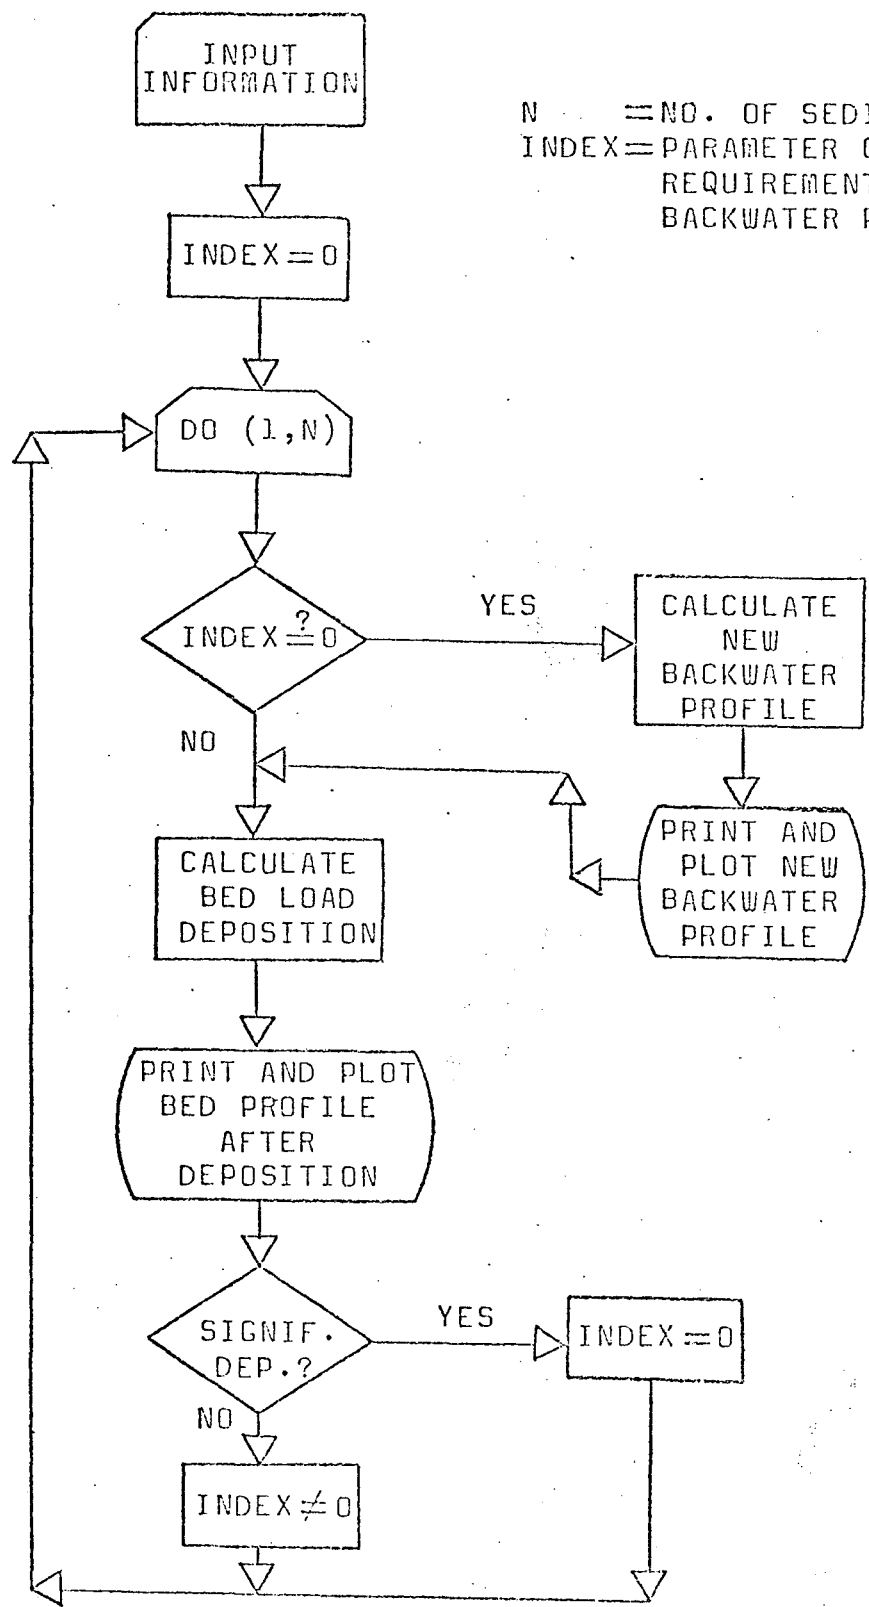 INPUT
INFORMATION
N = NO. OF
INDEX = PARAMETER
BACKWATER
INDEX = 0
DO (1,N)
INDEX ?= 0
YES
CALCULATE
NEW
BACKWATER
PROFILE
NO
PRINT AND
PLOT NEW
BACKWATER
PROFILE
CALCULATE
BED LOAD
DEPOSITION
PRINT AND PLOT
BED PROFILE
AFTER
DEPOSITION
SIGNIF.
DEP.?
YES
INDEX = 0
NO
INDEX ≠ 0